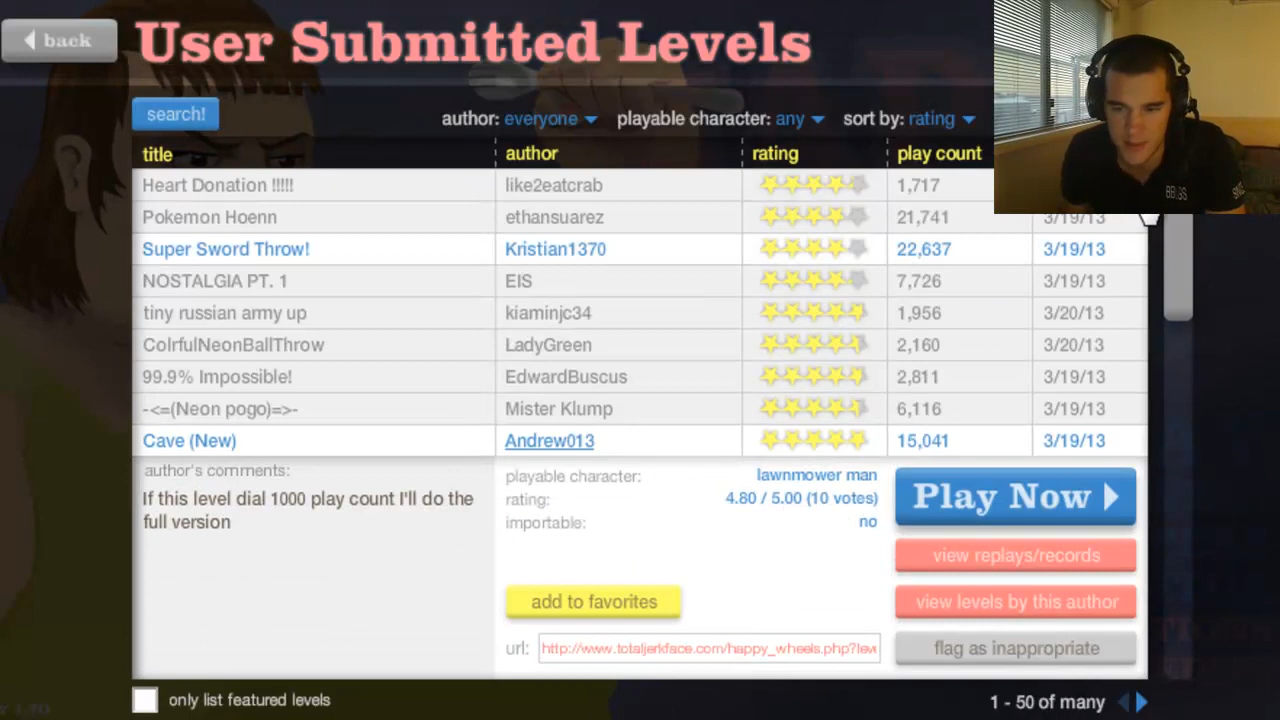 back
User Submitted Levels
search!
author: everyone playable character: any sort by: rating
title author rating play count
Heart Donation !!!!! like2eatcrab 1,717
Pokemon Hoenn ethansuarez 21,741 3/19/13
Super Sword Throw! Kristian1370 22,637 3/19/13
NOSTALGIA PT. 1 EIS 7,726 3/19/13
tiny russian army up kiaminjc34 1,956 3/20/13
ColrfulNeonBallThrow LadyGreen 2,160 3/20/13
99.9% Impossible! EdwardBuscus 2,811 3/19/13
-<=(Neon pogo)=>- Mister Klump 6,116 3/19/13
Cave (New) Andrew013 15,041 3/19/13
author's comments:
If this level dial 1000 play count I'll do the
full version
playable character: lawnmower man
rating: 4.80 / 5.00 (10 votes)
importable: no
add to favorites
url: http://www.totaljerkface.com/happy_wheels.php?leve
Play Now
view replays/records
view levels by this author
flag as inappropriate
only list featured levels
1 - 50 of many